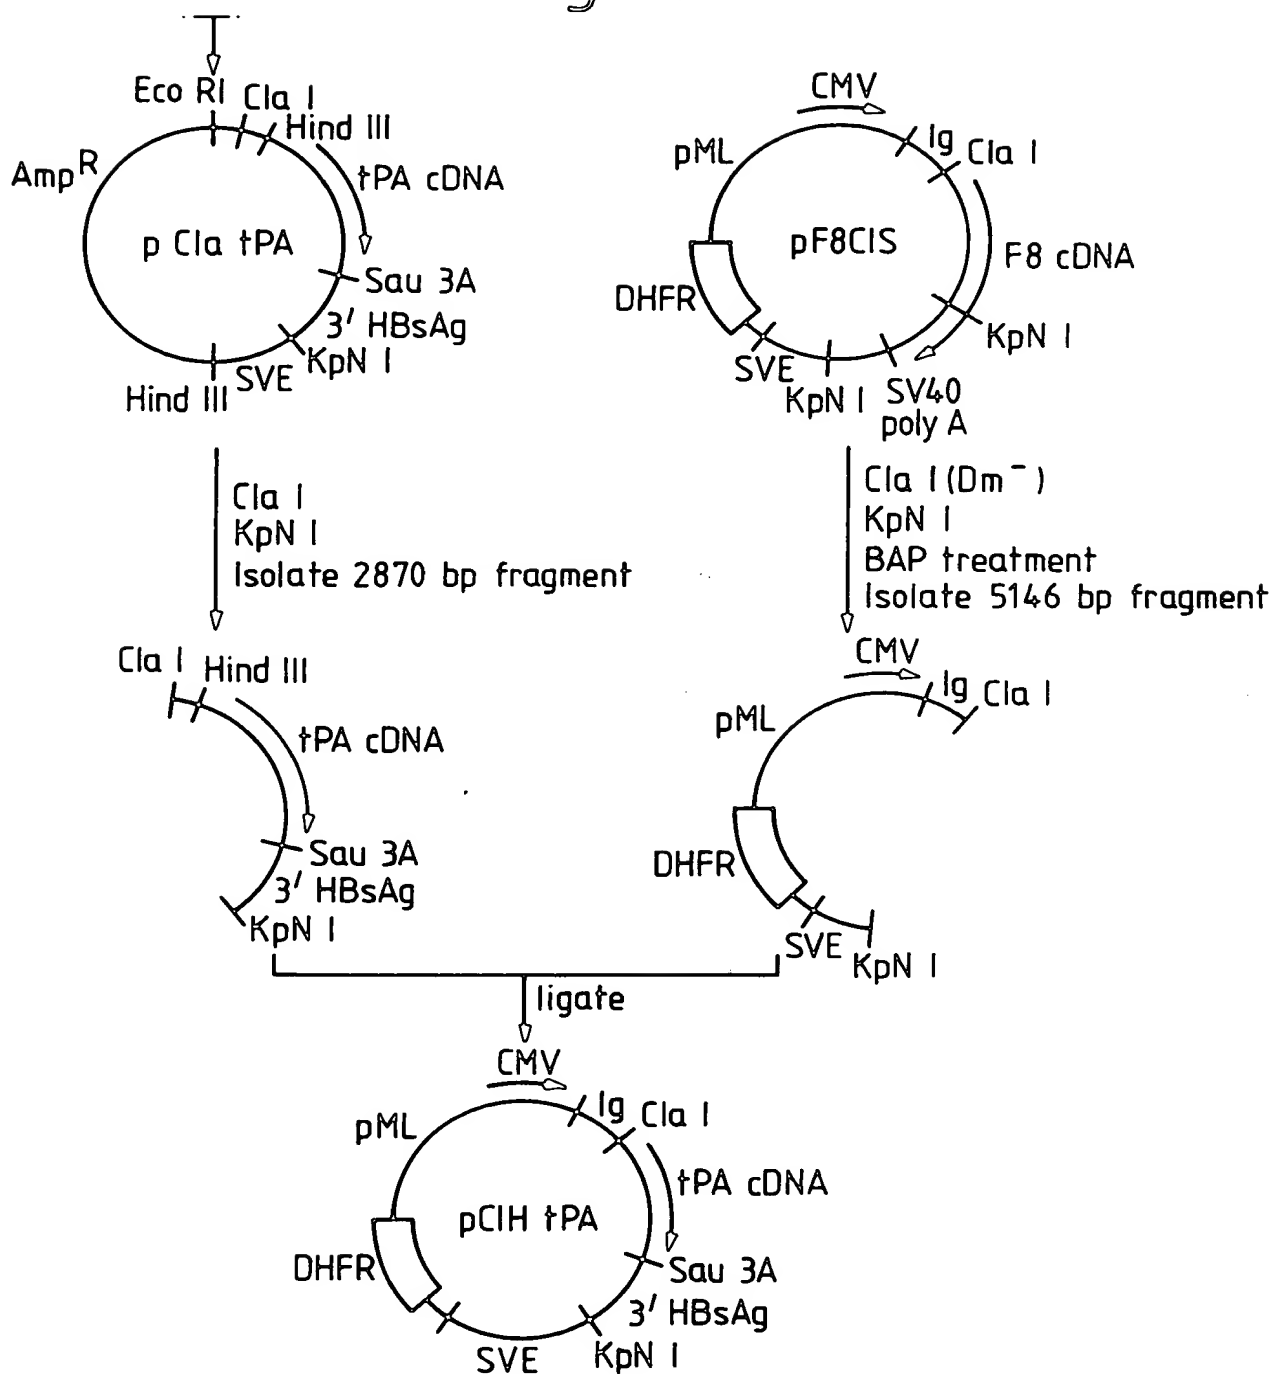 Eco RI
Cla I
Hind III
Amp^R
tPA cDNA
p Cla tPA
Sau 3A
3' HBsAg
KpN I
SVE
Hind III
CMV
Ig
Cla I
pML
pF8CIS
F8 cDNA
DHFR
KpN I
SVE
KpN I
SV40
poly A
Cla I
KpN I
Isolate 2870 bp fragment
Cla I (Dm⁻)
KpN I
BAP treatment
Isolate 5146 bp fragment
Cla I
Hind III
tPA cDNA
Sau 3A
3' HBsAg
KpN I
CMV
Ig
Cla I
pML
DHFR
SVE
KpN I
ligate
CMV
Ig
Cla I
pML
tPA cDNA
pCIH tPA
DHFR
Sau 3A
3' HBsAg
KpN I
SVE